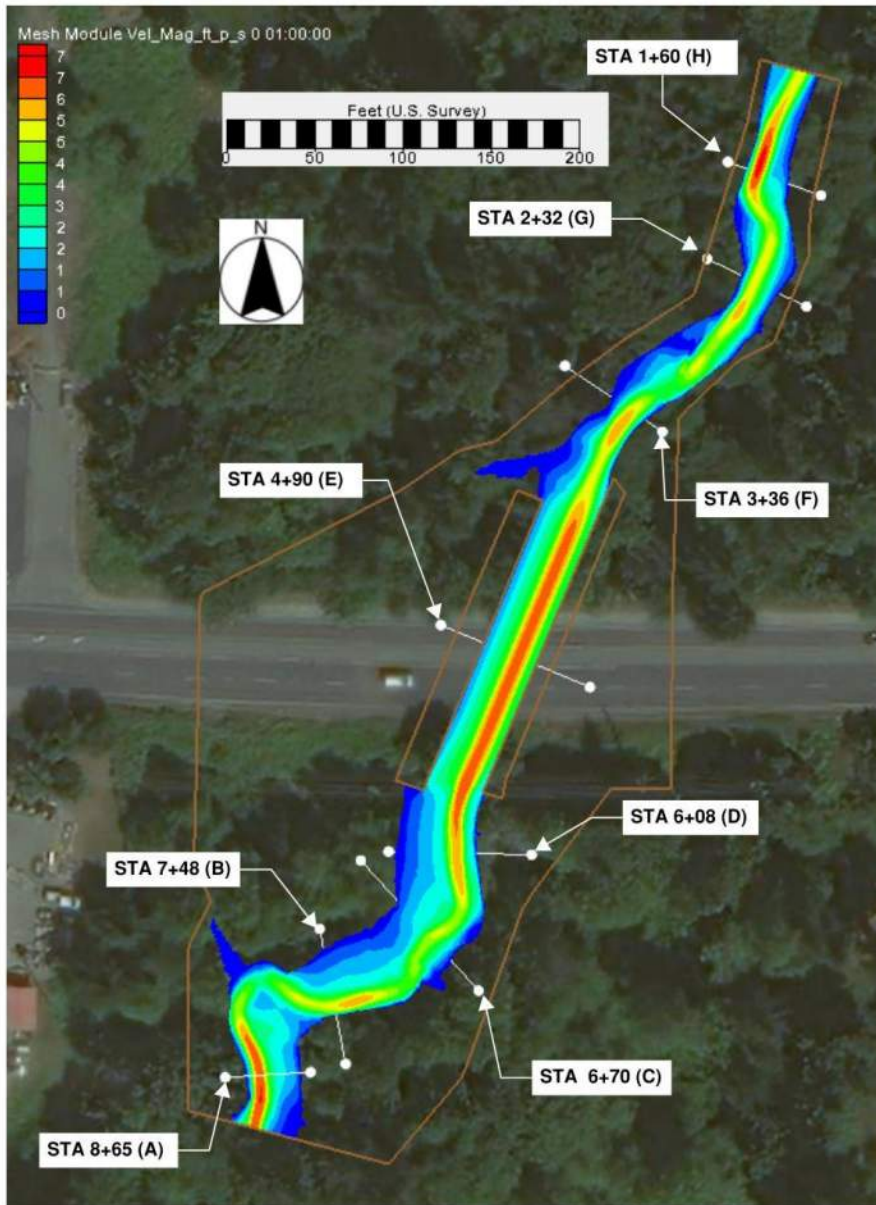 Mesh Module Vel_Mag_ft_p_s 0 01:00:00
7
7
6
5
5
4
4
3
2
2
1
1
0
Feet (U.S. Survey)
0 50 100 150 200
N
STA 1+60 (H)
STA 2+32 (G)
STA 4+90 (E)
STA 3+36 (F)
STA 6+08 (D)
STA 7+48 (B)
STA 6+70 (C)
STA 8+65 (A)